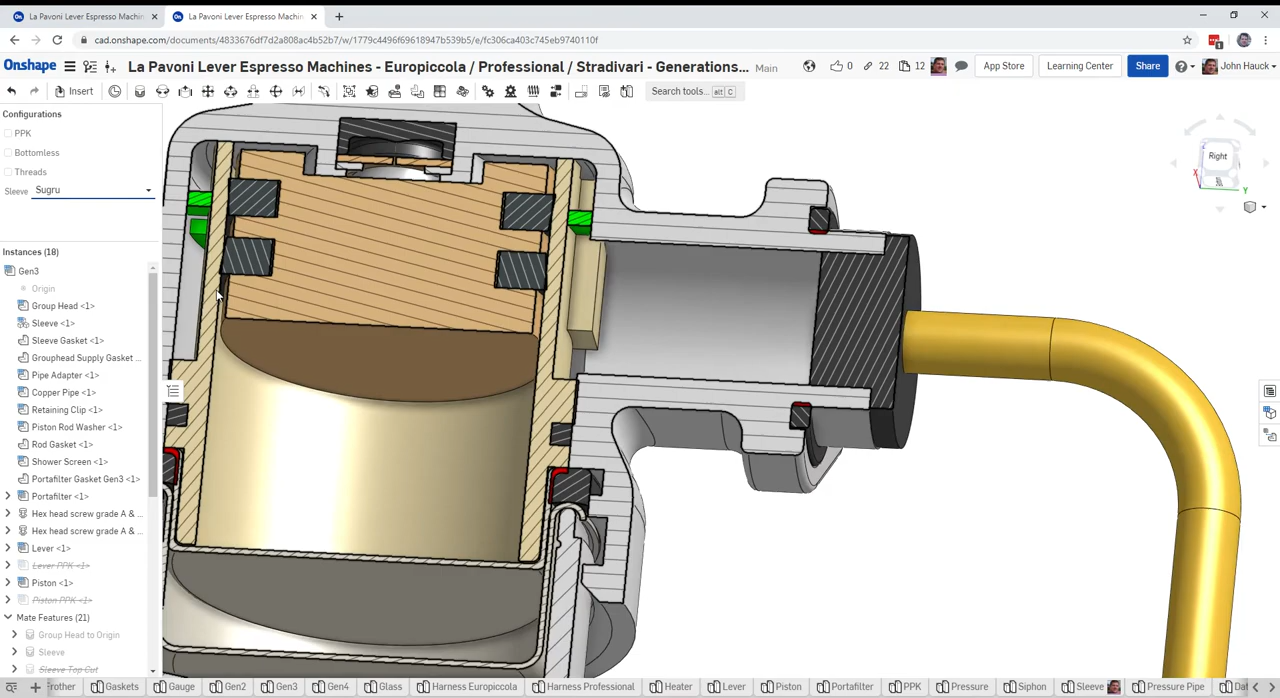 La Pavoni Lever Espresso Machin
La Pavoni Lever Espresso Machin
cad.onshape.com/documents/4833676df7d2a808ac4b52b7/w/1779c4496f69618947b539b5/e/fc306ca403c745eb9740110f
Onshape
La Pavoni Lever Espresso Machines - Europiccola / Professional / Stradivari - Generations... Main
0 22 12
App Store
Learning Center
Share
John Hauck
Insert
Search tools... alt C
Configurations
PPK
Bottomless
Threads
Sleeve Sugru
Right
X
Y
Instances (18)
Gen3
Origin
Group Head <1>
Sleeve <1>
Sleeve Gasket <1>
Grouphead Supply Gasket ...
Pipe Adapter <1>
Copper Pipe <1>
Retaining Clip <1>
Piston Rod Washer <1>
Rod Gasket <1>
Shower Screen <1>
Portafilter Gasket Gen3 <1>
Portafilter <1>
Hex head screw grade A & ...
Hex head screw grade A & ...
Lever <1>
Lever PPK <1>
Piston <1>
Piston PPK <1>
Mate Features (21)
Group Head to Origin
Sleeve
Sleeve Top Cut
rother
Gaskets
Gauge
Gen2
Gen3
Gen4
Glass
Harness Europiccola
Harness Professional
Heater
Lever
Piston
Portafilter
PPK
Pressure
Siphon
Sleeve
Pressure Pipe
Dat